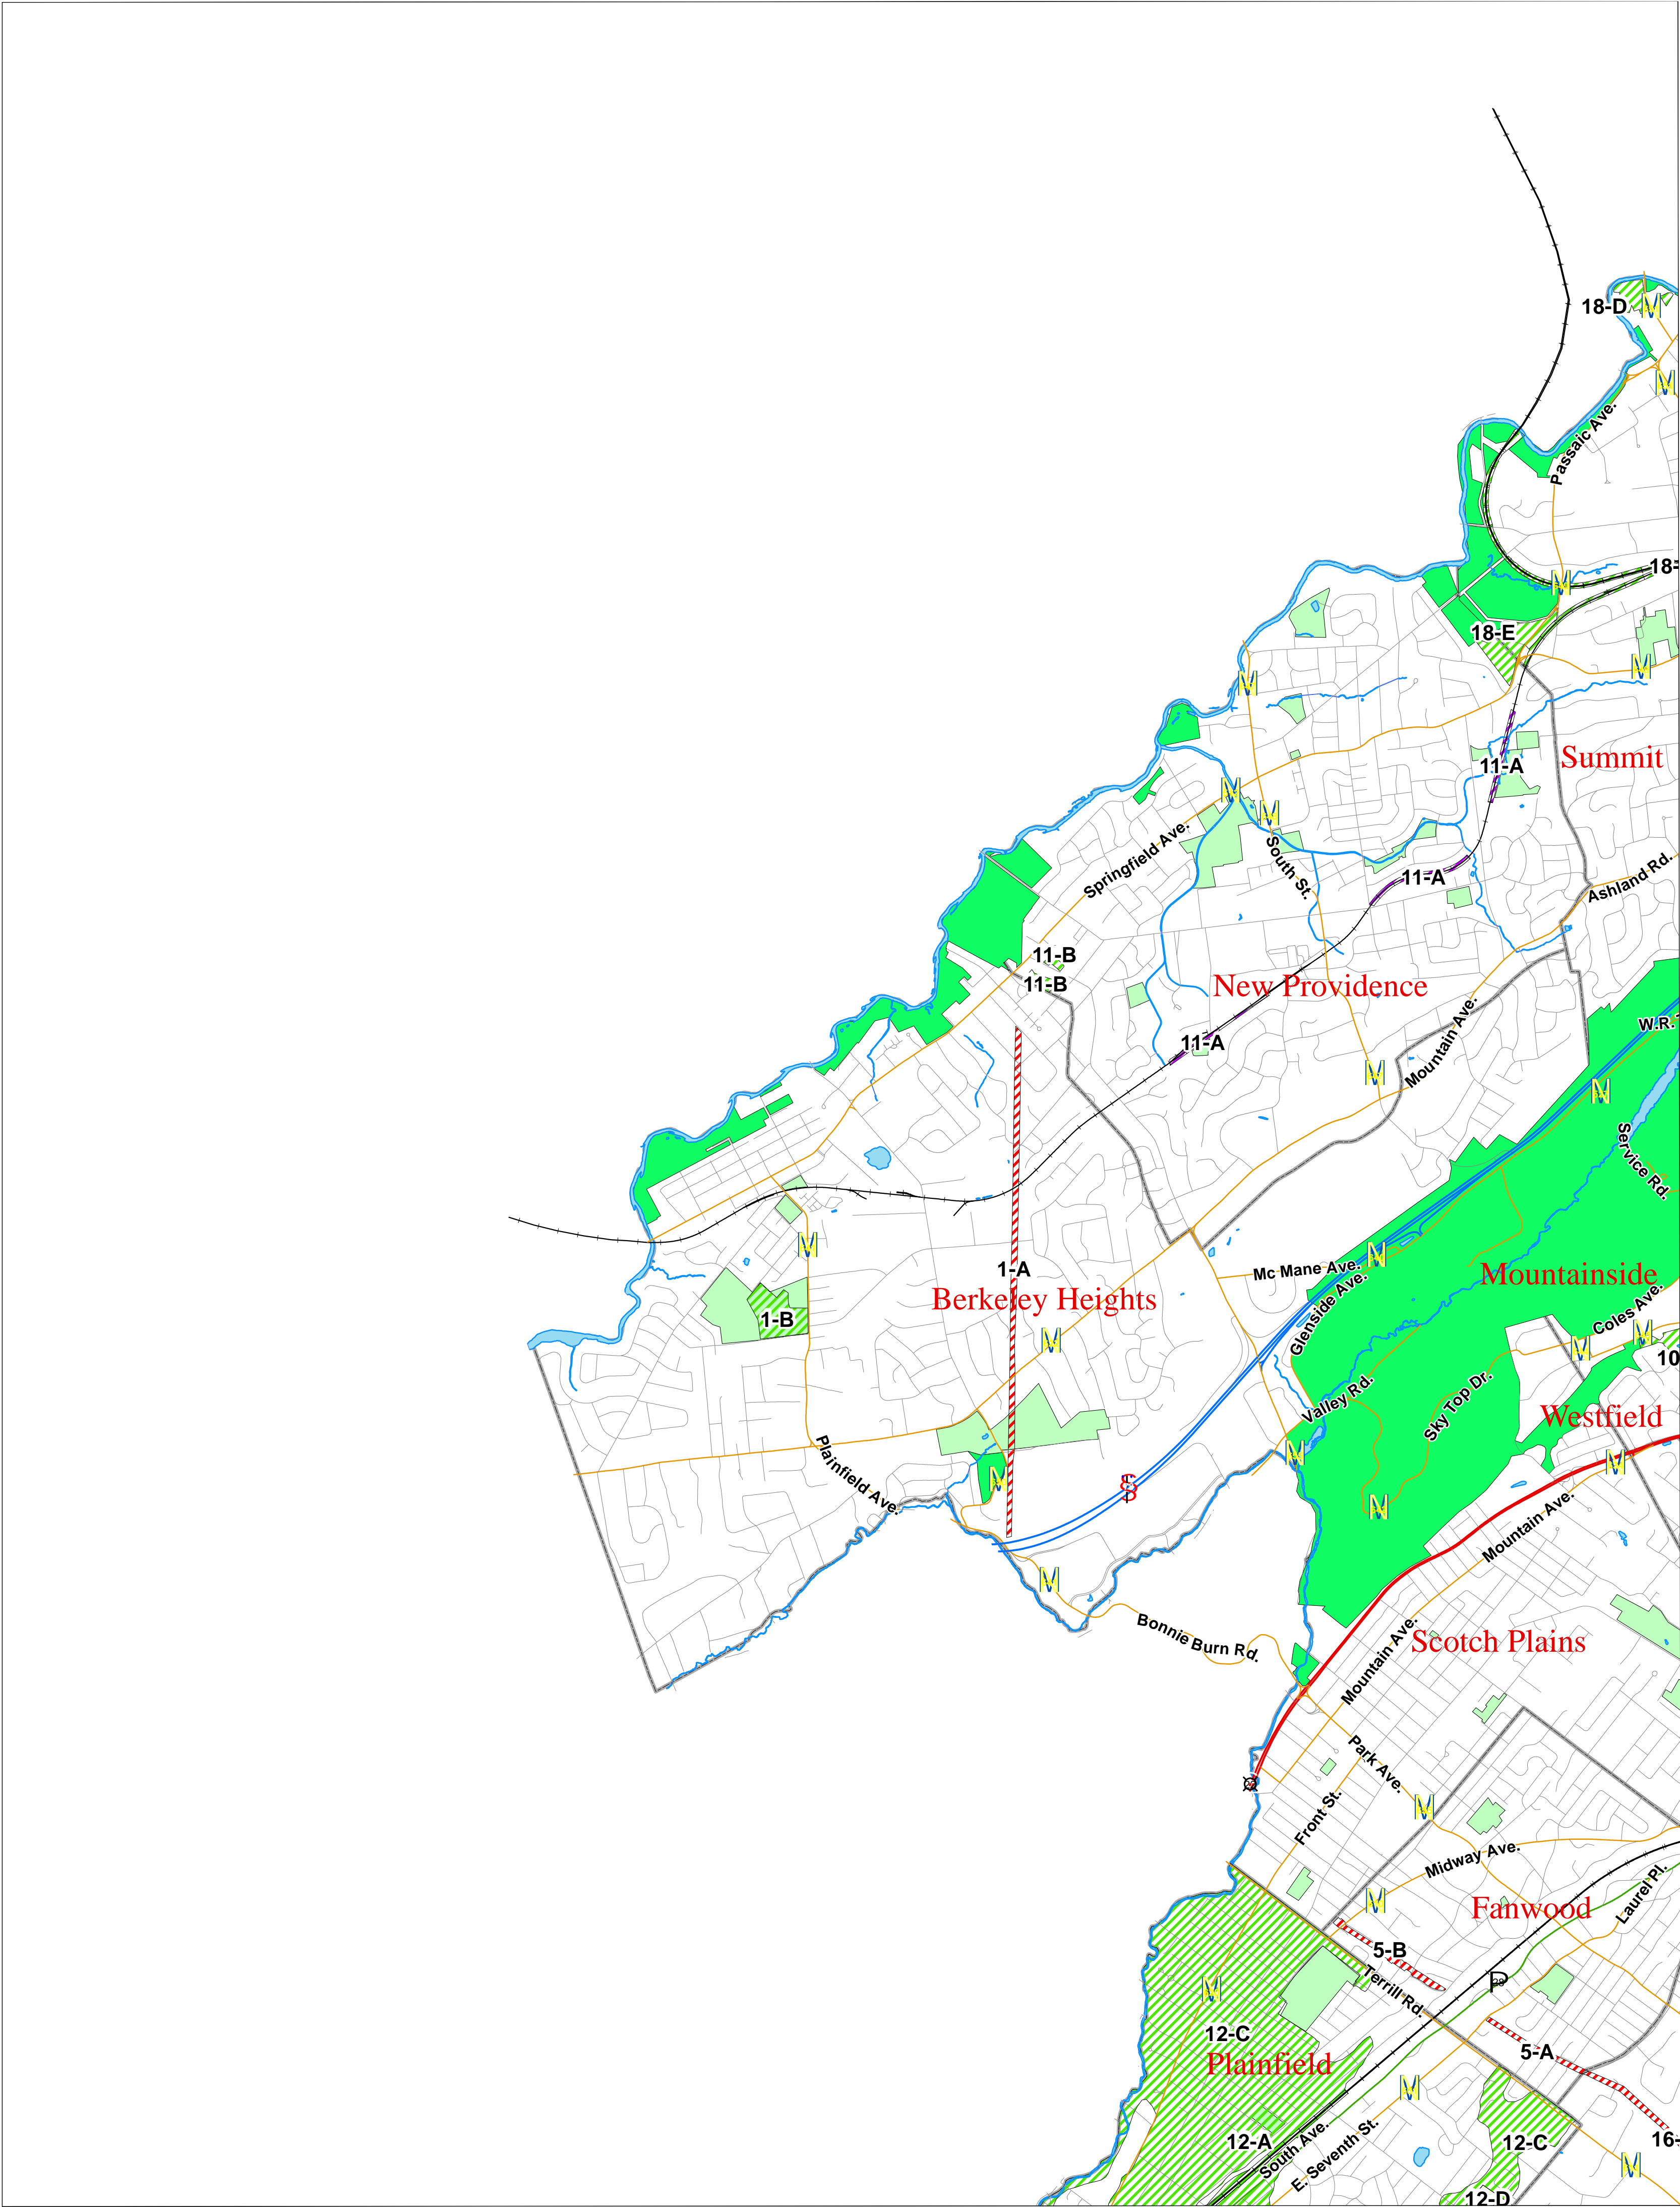 18-D
Passaic Ave.
18-
18-E
Summit
11-A
Springfield Ave.
South St.
11-A
Ashland Rd.
11-B
11-B
New Providence
W.R.
11-A
Mountain Ave.
Service Rd.
1-A
Mc Mane Ave.
Mountainside
Berkeley Heights
Glenside Ave.
Coles Ave.
1-B
10
Valley Rd.
Sky Top Dr.
Westfield
Plainfield Ave.
Mountain Ave.
Bonnie Burn Rd.
Scotch Plains
Mountain Ave.
Park Ave.
22
Front St.
Midway Ave.
Laurel Pl.
Fanwood
5-B
Terrill Rd.
P
28
12-C
5-A
Plainfield
12-A
South Ave.
E. Seventh St.
12-C
16-
12-D